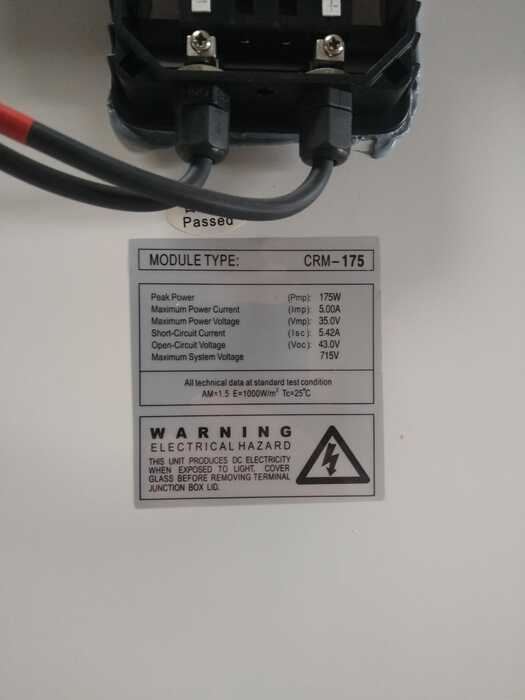 Passed
MODULE TYPE: CRM-175
Peak Power (Pmp): 175W
Maximum Power Current (Imp): 5.00A
Maximum Power Voltage (Vmp): 35.0V
Short-Circuit Current (Isc): 5.42A
Open-Circuit Voltage (Voc): 43.0V
Maximum System Voltage 715V
All technical data at standard test condition
AM=1.5 E=1000W/m² Tc=25°C
WARNING
ELECTRICAL HAZARD
THIS UNIT PRODUCES DC ELECTRICITY
WHEN EXPOSED TO LIGHT. COVER
GLASS BEFORE REMOVING TERMINAL
JUNCTION BOX LID.